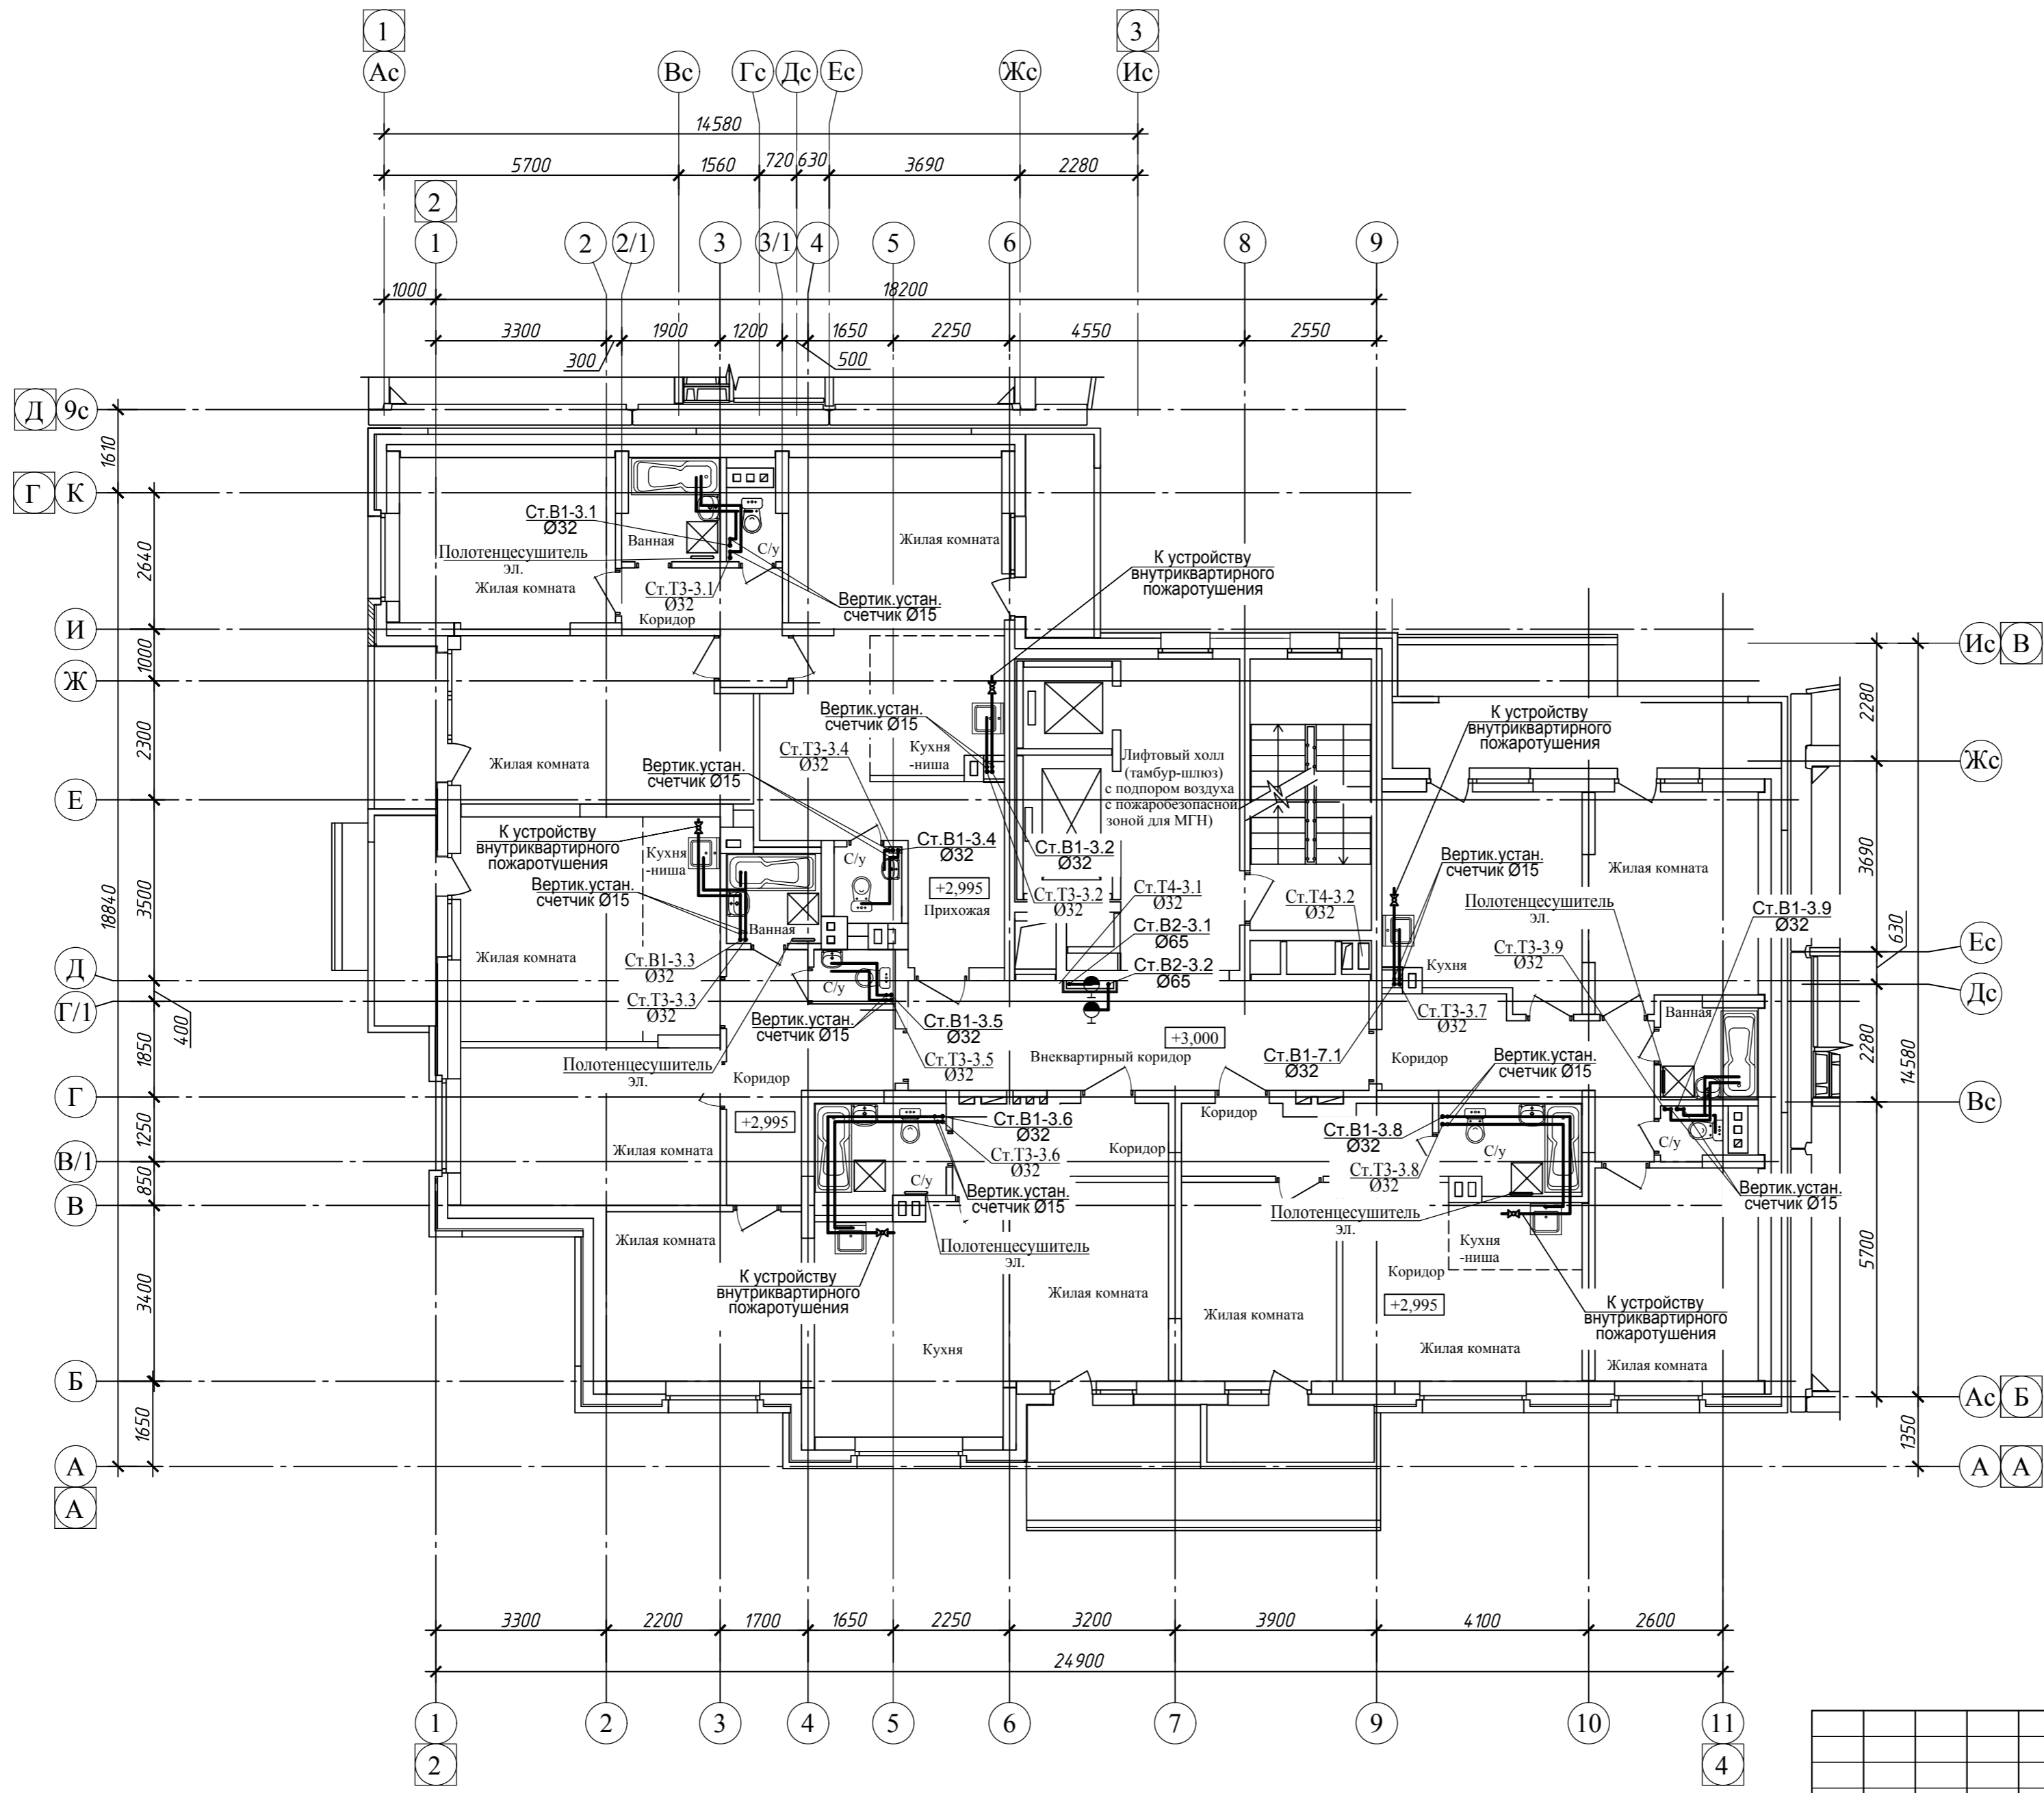 1
3
Ас
Вс
Гс
Дс
Ес
Жс
Ис
14580
5700
1560
720
630
3690
2280
2
1
2
2/1
3
3/1
4
5
6
8
9
1000
18200
3300
1900
1200
1650
2250
4550
2550
300
500
Д
9с
1610
Г
К
2640
И
1000
Ж
2300
Е
3500
18840
Д
Г/1
400
1850
Г
1250
В/1
850
В
3400
Б
1650
А
А
Ст.В1-3.1
Ø32
Ванная
С/у
Жилая комната
Полотенцесушитель
эл.
Жилая комната
Ст.Т3-3.1
Ø32
Коридор
Вертик.устан.
счетчик Ø15
К устройству
внутриквартирного
пожаротушения
Вертик.устан.
счетчик Ø15
Ст.Т3-3.4
Ø32
Кухня
-ниша
Лифтовый холл
(тамбур-шлюз)
с подпором воздуха
с пожаробезопасной
зоной для МГН)
К устройству
внутриквартирного
пожаротушения
Жилая комната
Вертик.устан.
счетчик Ø15
К устройству
внутриквартирного
пожаротушения
Кухня
-ниша
Вертик.устан.
счетчик Ø15
С/у
Ст.В1-3.4
Ø32
+2,995
Прихожая
Ст.В1-3.2
Ø32
Ст.Т3-3.2
Ø32
Ст.Т4-3.1
Ø32
Ст.В2-3.1
Ø65
Ст.В2-3.2
Ø65
Ст.Т4-3.2
Ø32
Вертик.устан.
счетчик Ø15
Жилая комната
Полотенцесушитель
эл.
Ст.В1-3.9
Ø32
Ст.Т3-3.9
Ø32
Кухня
Ванная
Жилая комната
Ванная
Ст.В1-3.3
Ø32
Ст.Т3-3.3
Ø32
С/у
Вертик.устан.
счетчик Ø15
Ст.В1-3.5
Ø32
Ст.Т3-3.5
Ø32
+3,000
Внеквартирный коридор
Ст.В1-7.1
Ø32
Ст.Т3-3.7
Ø32
Коридор
Вертик.устан.
счетчик Ø15
Полотенцесушитель
эл.
Коридор
+2,995
Жилая комната
Ст.В1-3.6
Ø32
Ст.Т3-3.6
Ø32
С/у
Вертик.устан.
счетчик Ø15
Коридор
Коридор
Ст.В1-3.8
Ø32
Ст.Т3-3.8
Ø32
С/у
С/у
Вертик.устан.
счетчик Ø15
Жилая комната
Полотенцесушитель
эл.
Полотенцесушитель
эл.
Кухня
-ниша
Коридор
+2,995
К устройству
внутриквартирного
пожаротушения
Жилая комната
Жилая комната
К устройству
внутриквартирного
пожаротушения
Кухня
Жилая комната
Жилая комната
Ис
В
2280
Жс
3690
630
Ес
Дс
2280
14580
Вс
5700
Ас
Б
1350
А
А
3300
2200
1700
1650
2250
3200
3900
4100
2600
24900
1
2
3
4
5
6
7
9
10
11
2
4